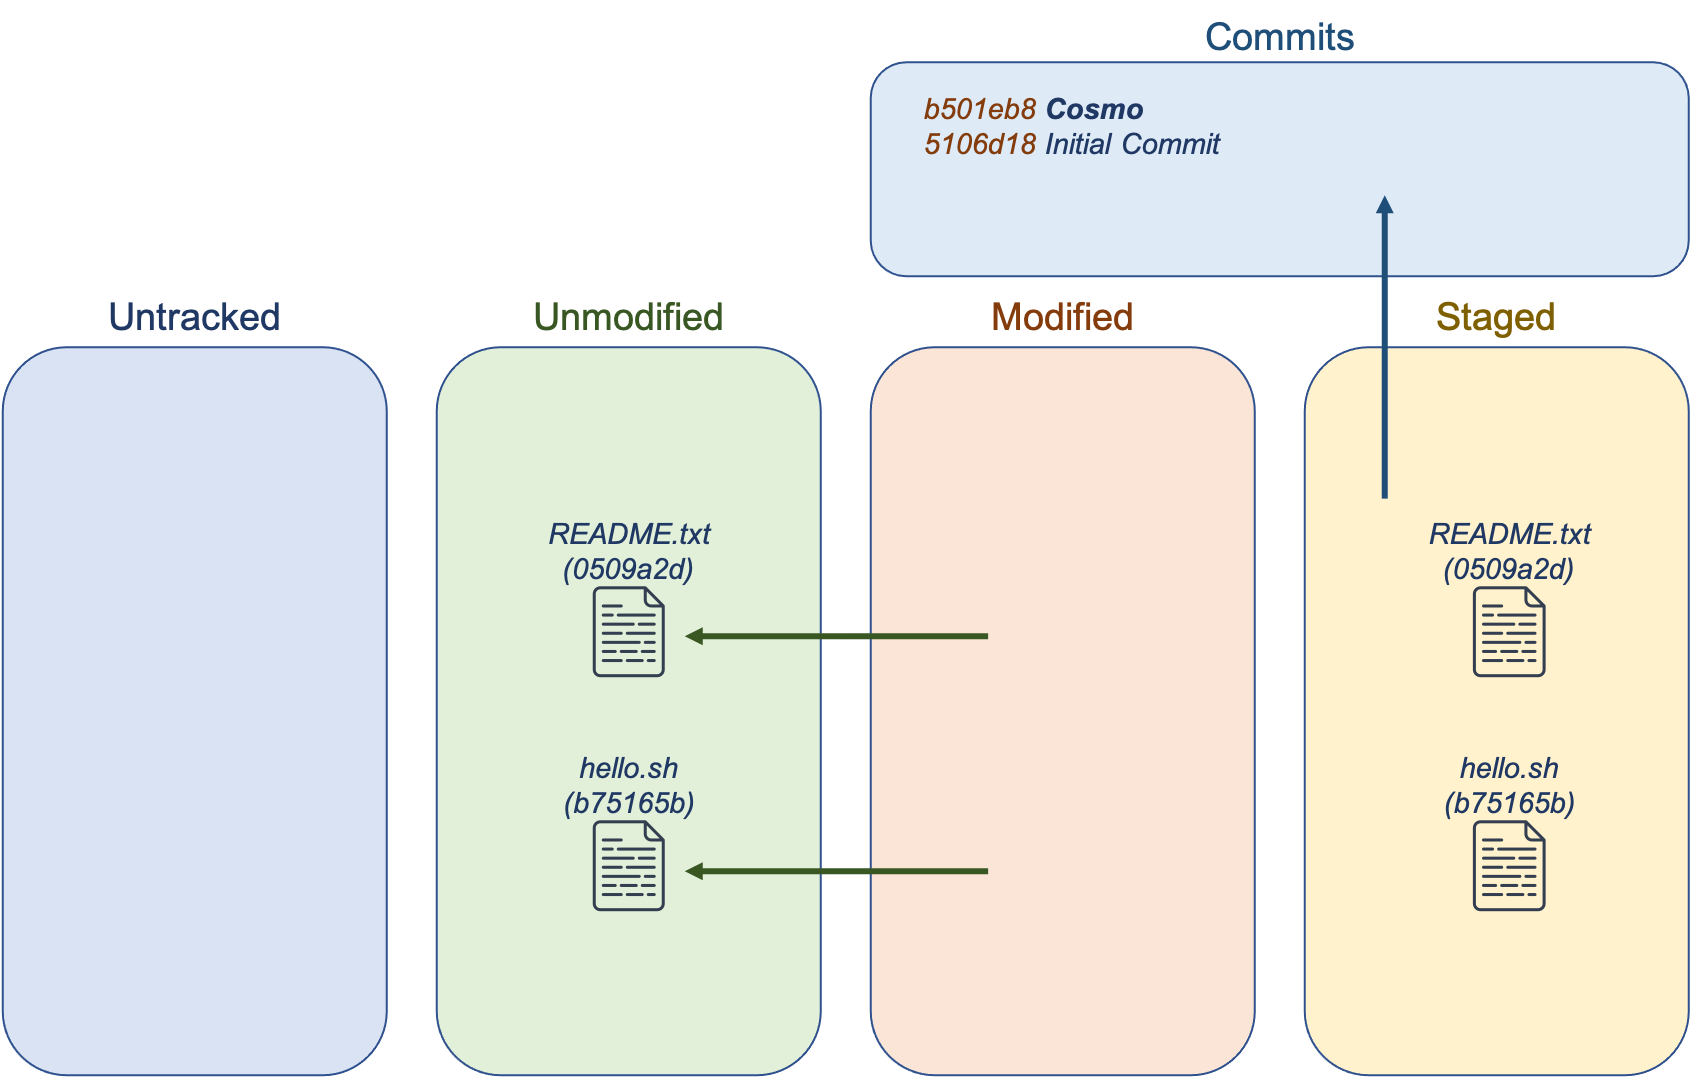 Commits
b501eb8 Cosmo
5106d18 Initial Commit
Untracked
Unmodified
Modified
Staged
README.txt
(0509a2d)
README.txt
(0509a2d)
hello.sh
(b75165b)
hello.sh
(b75165b)